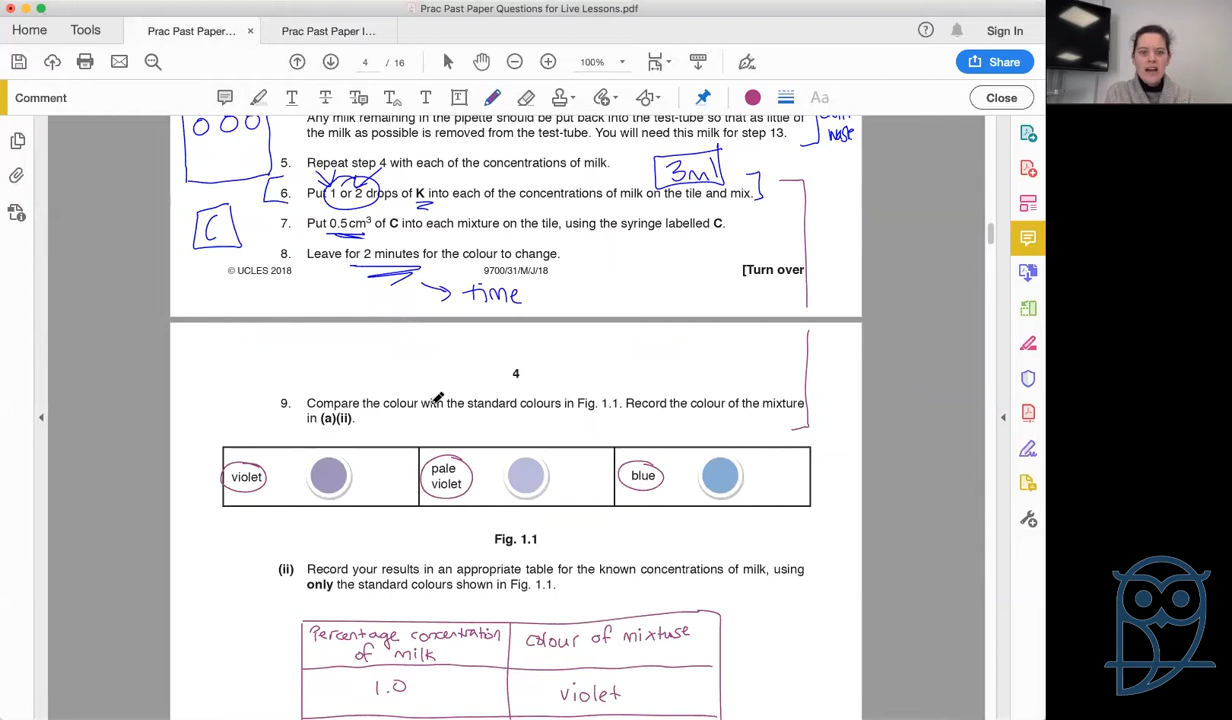 Prac Past Paper Questions for Live Lessons.pdf
Home Tools Prac Past Paper... × Prac Past Paper I... Sign In
4 / 16 100% Share
Comment Aa Close
Any milk remaining in the pipette should be put back into the test-tube so that as little of
the milk as possible is removed from the test-tube. You will need this milk for step 13.
waste
5. Repeat step 4 with each of the concentrations of milk.
3ml
6. Put 1 or 2 drops of K into each of the concentrations of milk on the tile and mix.
C
7. Put 0.5 cm³ of C into each mixture on the tile, using the syringe labelled C.
8. Leave for 2 minutes for the colour to change.
© UCLES 2018 9700/31/M/J/18 [Turn over
time
4
9. Compare the colour with the standard colours in Fig. 1.1. Record the colour of the mixture
in (a)(ii).
violet pale violet blue
Fig. 1.1
(ii) Record your results in an appropriate table for the known concentrations of milk, using
only the standard colours shown in Fig. 1.1.
Percentage concentration of milk colour of mixture
1.0 violet